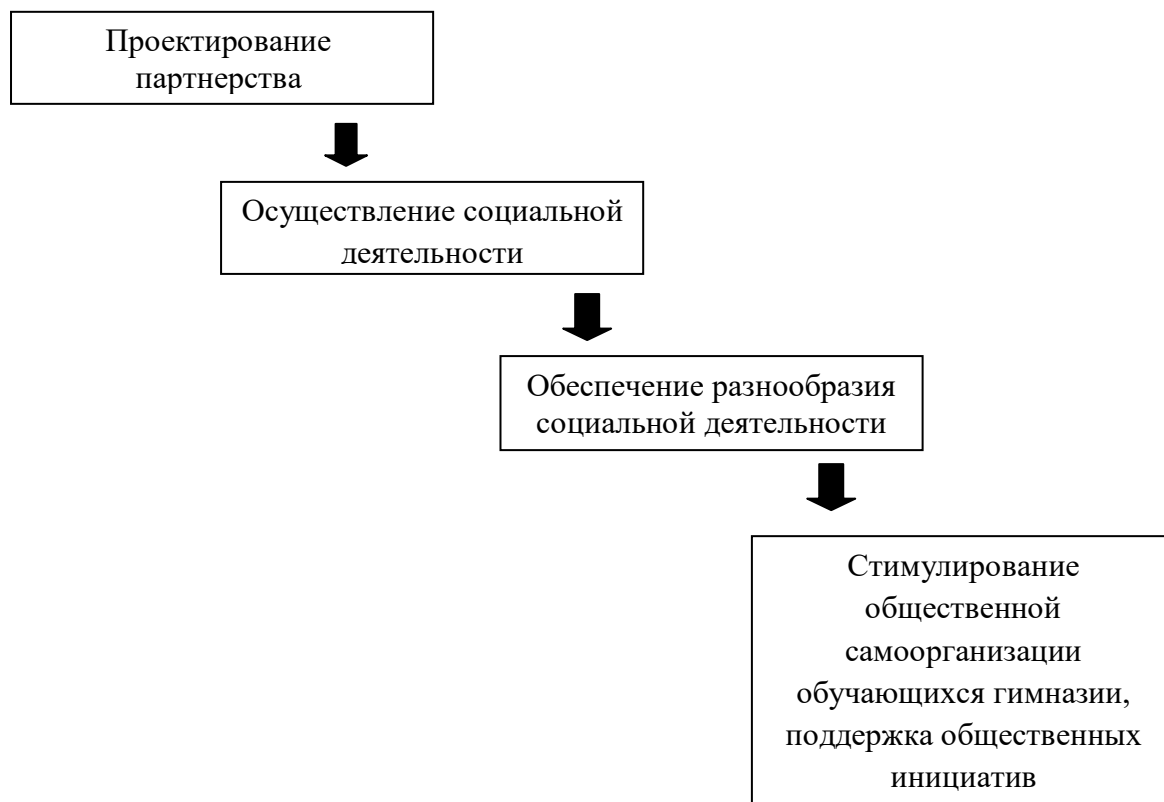 Проектирование
партнерства
Осуществление социальной
деятельности
Обеспечение разнообразия
социальной деятельности
Стимулирование
общественной
самоорганизации
обучающихся гимназии,
поддержка общественных
инициатив